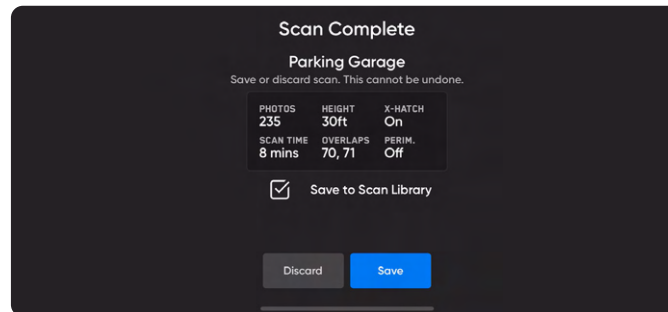 Scan Complete
Parking Garage
Save or discard scan. This cannot be undone.
PHOTOS HEIGHT X-HATCH
235 30ft On
SCAN TIME OVERLAPS PERIM.
8 mins 70, 71 Off
Save to Scan Library
Discard Save